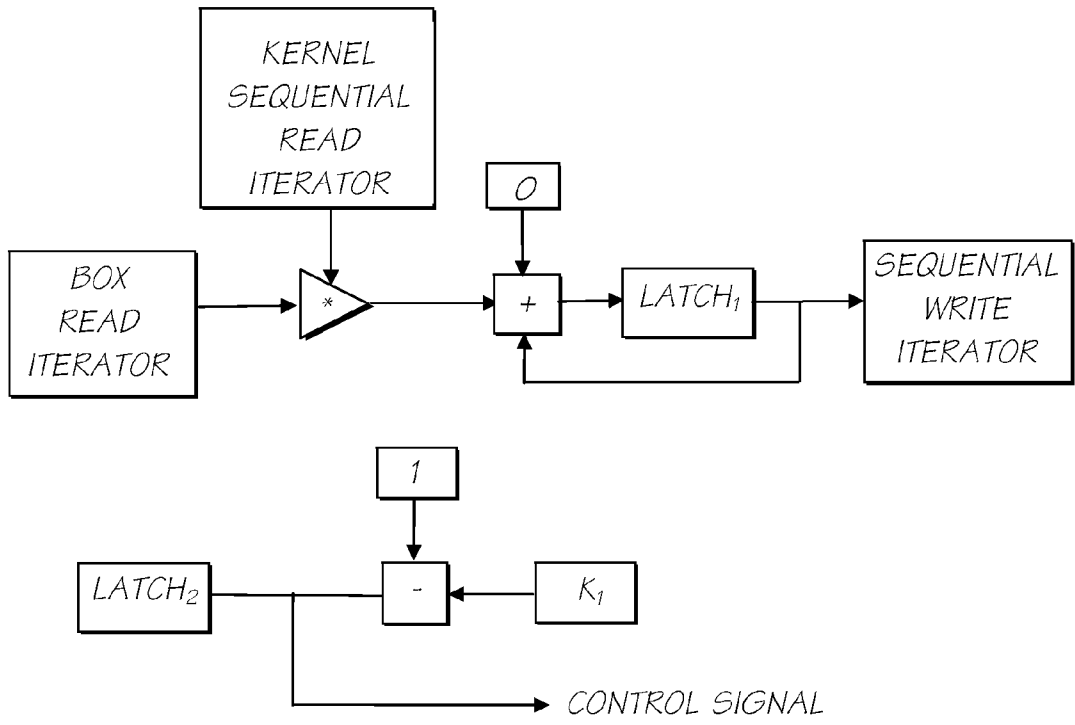 KERNEL
SEQUENTIAL
READ
ITERATOR
0
BOX
READ
ITERATOR
*
+
LATCH₁
SEQUENTIAL
WRITE
ITERATOR
1
LATCH₂
-
K₁
CONTROL SIGNAL